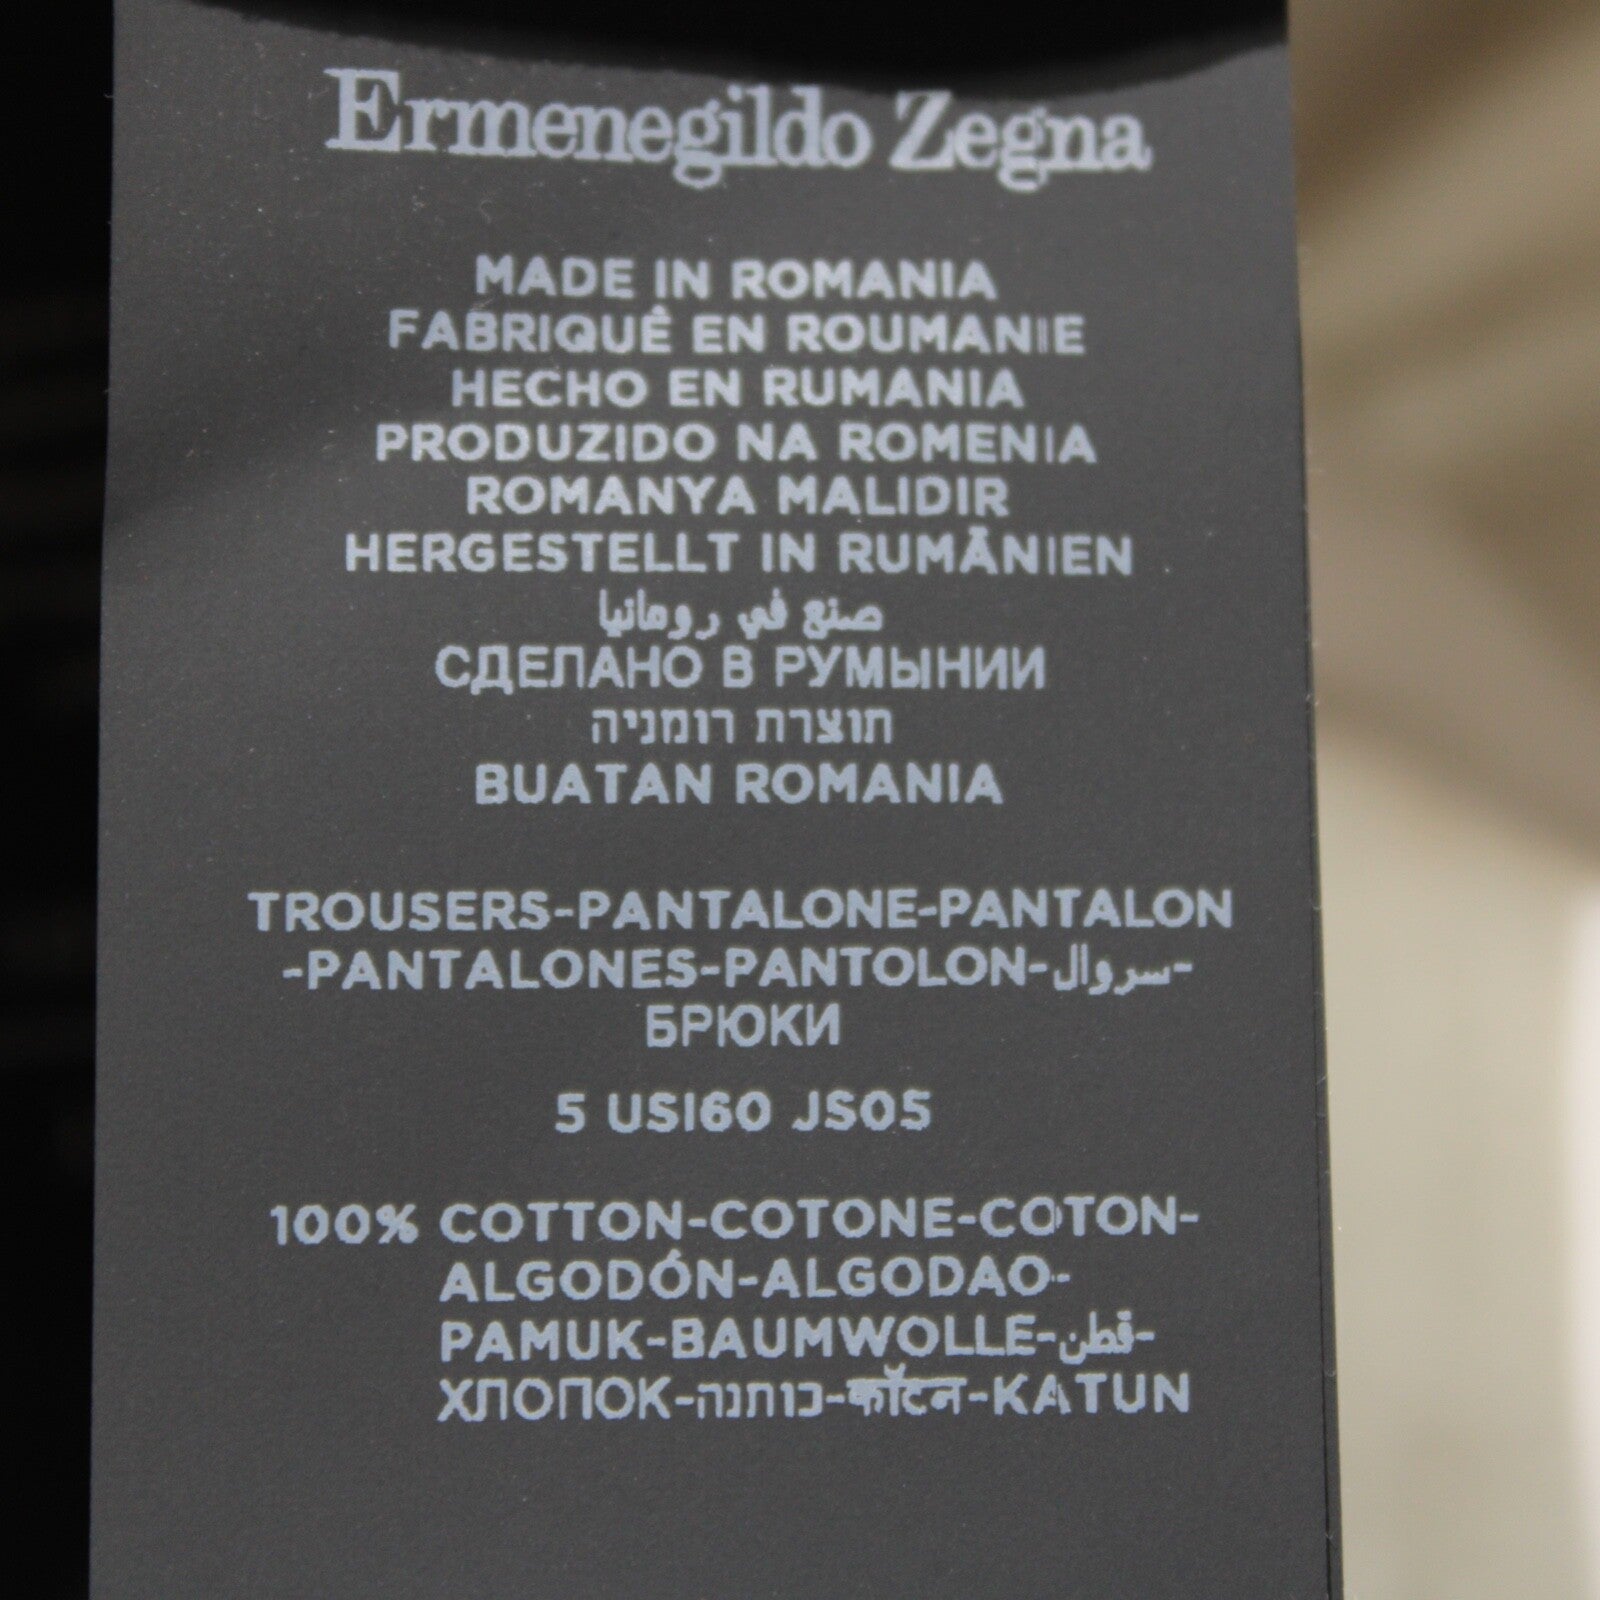 Ermenegildo Zegna
MADE IN ROMANIA
FABRIQUÊ EN ROUMANIE
HECHO EN RUMANIA
PRODUZIDO NA ROMENIA
ROMANYA MALIDIR
HERGESTELLT IN RUMÄNIEN
صنع في رومانيا
СДЕЛАНО В РУМЫНИИ
תוצרת רומניה
BUATAN ROMANIA
TROUSERS-PANTALONE-PANTALON
-PANTALONES-PANTOLON-سروال-
БРЮКИ
5 USI60 JS05
100% COTTON-COTONE-COTON-
ALGODÓN-ALGODAO-
PAMUK-BAUMWOLLE-قطن-
ХЛОПОК-כותנה-कॉटन-KATUN